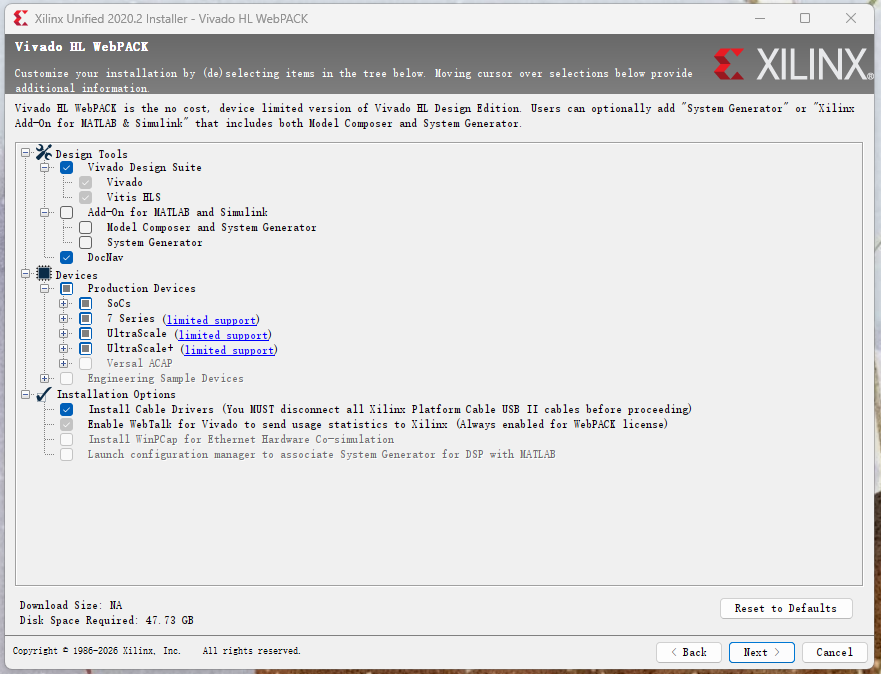 Xilinx Unified 2020.2 Installer - Vivado HL WebPACK
Vivado HL WebPACK
Customize your installation by (de)selecting items in the tree below. Moving cursor over selections below provide
additional information.
XILINX®
Vivado HL WebPACK is the no cost, device limited version of Vivado HL Design Edition. Users can optionally add "System Generator" or "Xilinx
Add-On for MATLAB & Simulink" that includes both Model Composer and System Generator.
Design Tools
Vivado Design Suite
Vivado
Vitis HLS
Add-On for MATLAB and Simulink
Model Composer and System Generator
System Generator
DocNav
Devices
Production Devices
SoCs
7 Series (limited support)
UltraScale (limited support)
UltraScale+ (limited support)
Versal ACAP
Engineering Sample Devices
Installation Options
Install Cable Drivers (You MUST disconnect all Xilinx Platform Cable USB II cables before proceeding)
Enable WebTalk for Vivado to send usage statistics to Xilinx (Always enabled for WebPACK license)
Install WinPCap for Ethernet Hardware Co-simulation
Launch configuration manager to associate System Generator for DSP with MATLAB
Download Size: NA
Disk Space Required: 47.73 GB
Reset to Defaults
Copyright © 1986-2026 Xilinx, Inc. All rights reserved.
< Back
Next >
Cancel